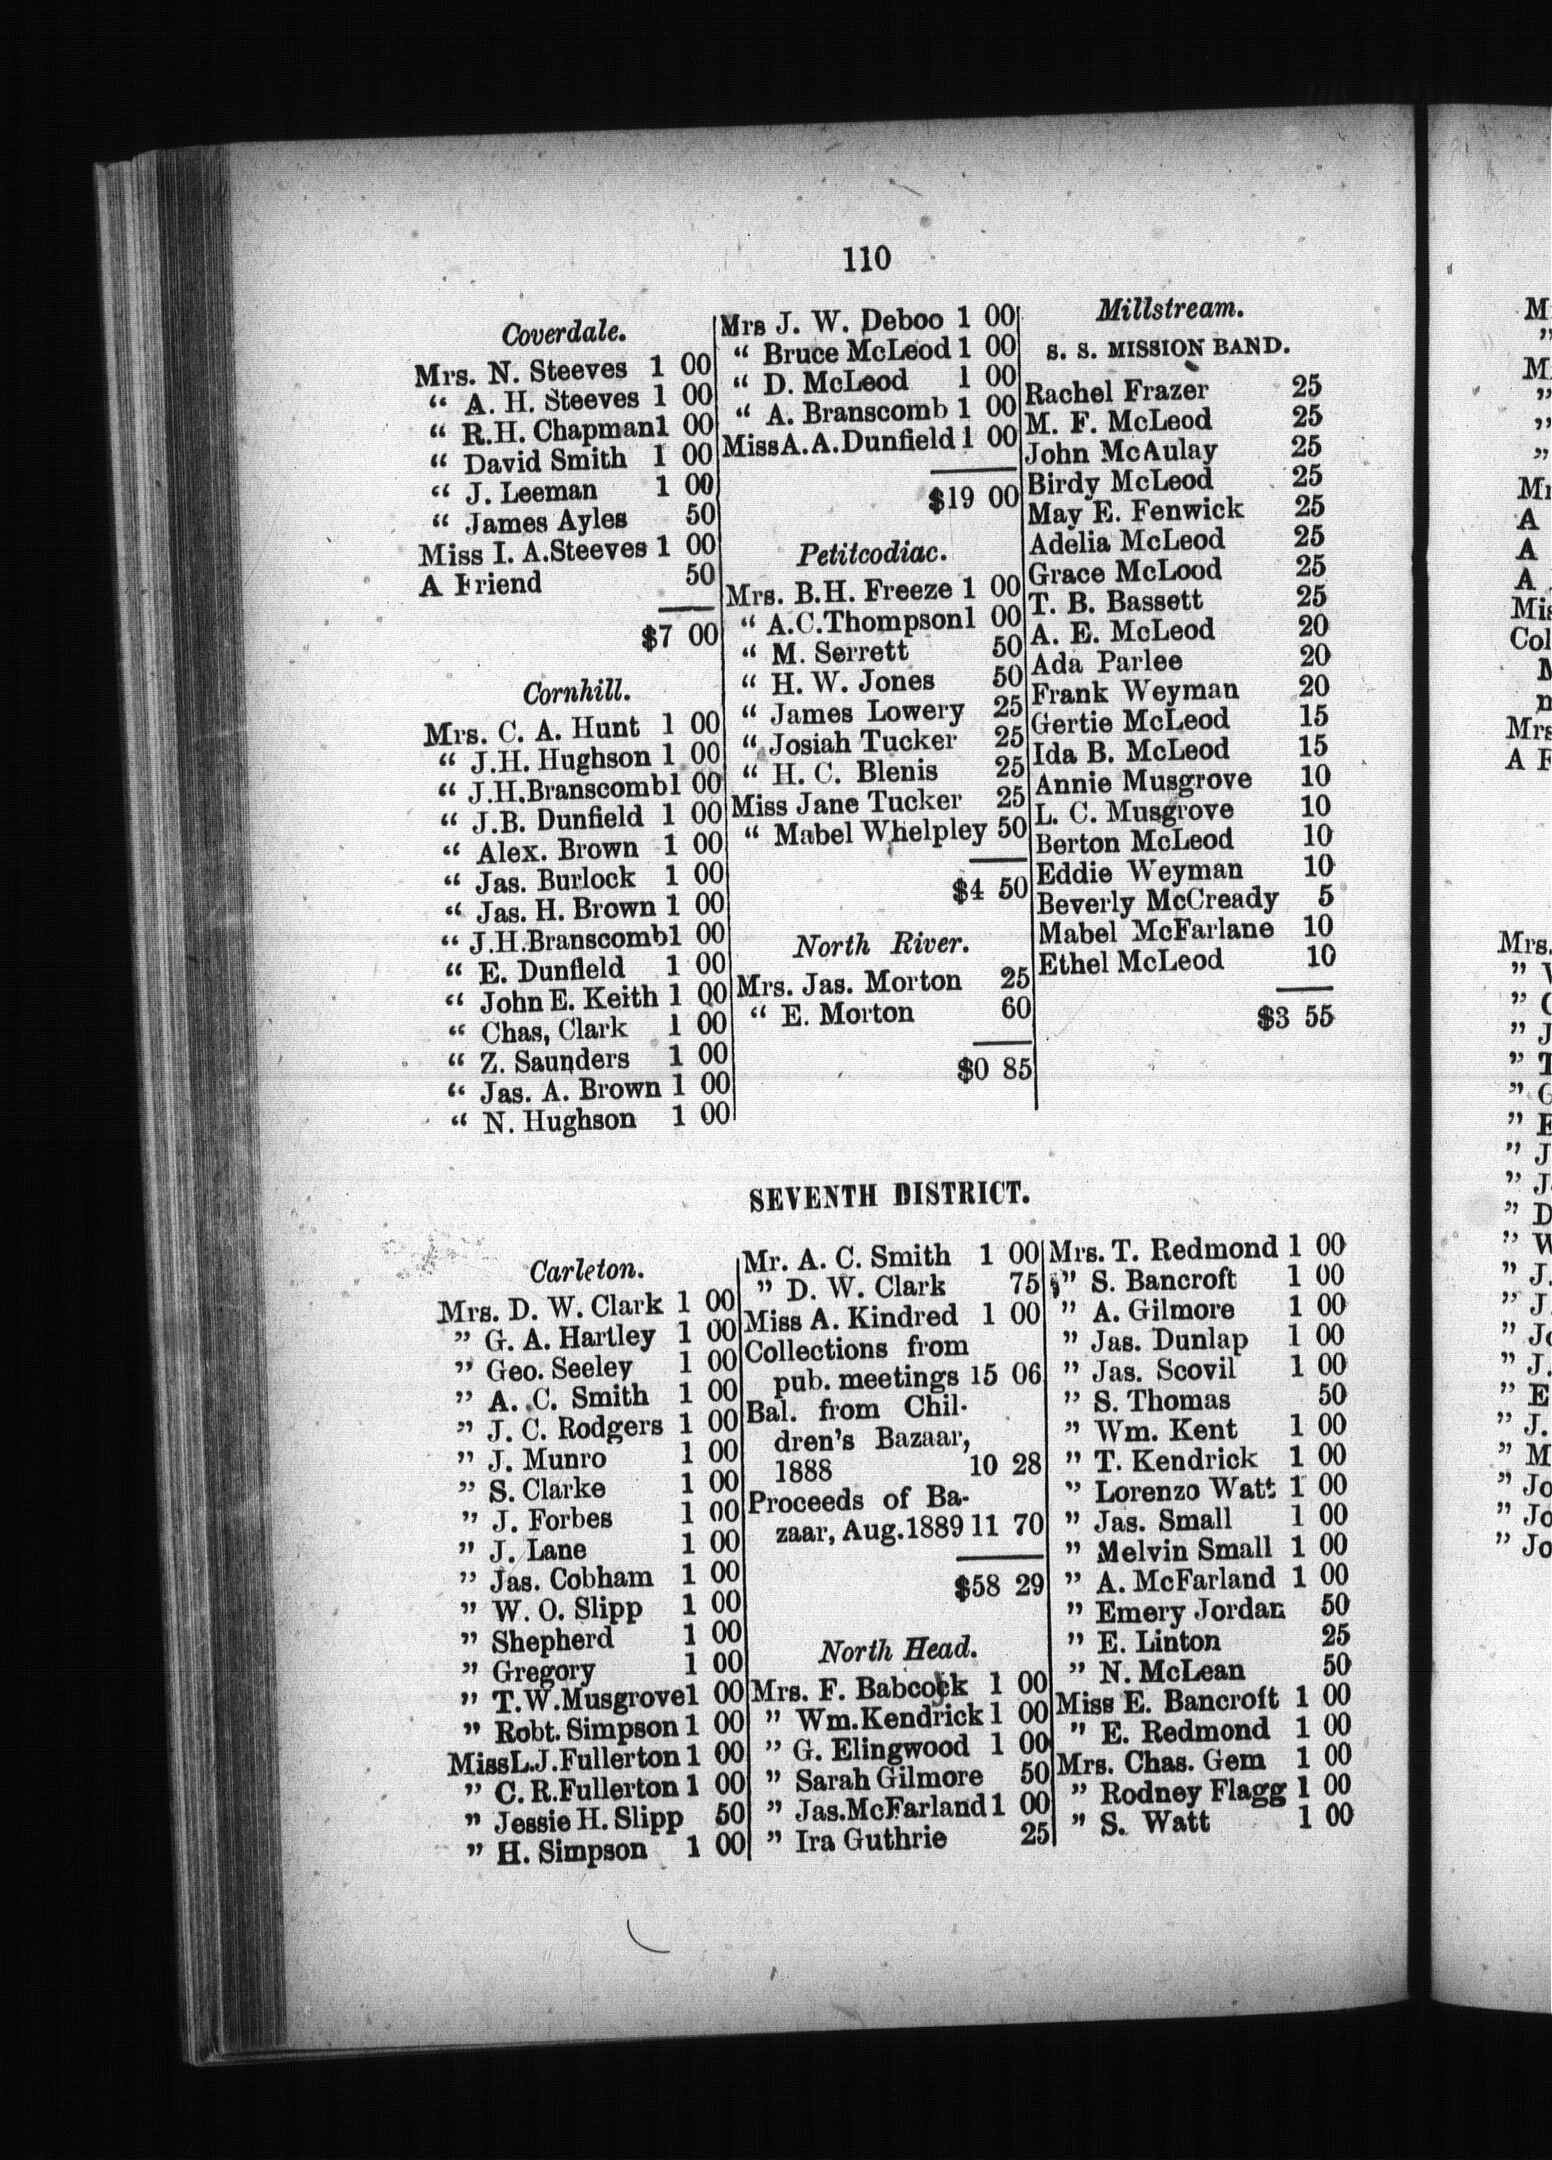 110
Coverdale.
Mrs. N. Steeves 1 00
“ A. H. Steeves 1 00
“ R.H. Chapman1 00
“ David Smith 1 00
“ J. Leeman 1 00
“ James Ayles 50
Miss I. A.Steeves 1 00
A Friend 50
$7 00
Cornhill.
Mrs. C. A. Hunt 1 00
“ J.H. Hughson 1 00
“ J.H.Branscomb1 00
“ J.B. Dunfield 1 00
“ Alex. Brown 1 00
“ Jas. Burlock 1 00
“ Jas. H. Brown 1 00
“ J.H.Branscomb1 00
“ E. Dunfield 1 00
“ John E. Keith 1 00
“ Chas, Clark 1 00
“ Z. Saunders 1 00
“ Jas. A. Brown 1 00
“ N. Hughson 1 00
Mrs J. W. Deboo 1 00
“ Bruce McLeod 1 00
“ D. McLeod 1 00
“ A. Branscomb 1 00
Miss A.A.Dunfield 1 00
$19 00
Petitcodiac.
Mrs. B.H. Freeze 1 00
“ A.C.Thompson1 00
“ M. Serrett 50
“ H. W. Jones 50
“ James Lowery 25
“ Josiah Tucker 25
“ H. C. Blenis 25
Miss Jane Tucker 25
“ Mabel Whelpley 50
$4 50
North River.
Mrs. Jas. Morton 25
“ E. Morton 60
$0 85
Millstream.
S. S. MISSION BAND.
Rachel Frazer 25
M. F. McLeod 25
John McAulay 25
Birdy McLeod 25
May E. Fenwick 25
Adelia McLeod 25
Grace McLood 25
T. B. Bassett 25
A. E. McLeod 20
Ada Parlee 20
Frank Weyman 20
Gertie McLeod 15
Ida B. McLeod 15
Annie Musgrove 10
L. C. Musgrove 10
Berton McLeod 10
Eddie Weyman 10
Beverly McCready 5
Mabel McFarlane 10
Ethel McLeod 10
$3 55
SEVENTH DISTRICT.
Carleton.
Mrs. D. W. Clark 1 00
” G. A. Hartley 1 00
” Geo. Seeley 1 00
” A. C. Smith 1 00
” J. C. Rodgers 1 00
” J. Munro 1 00
” S. Clarke 1 00
” J. Forbes 1 00
” J. Lane 1 00
” Jas. Cobham 1 00
” W. O. Slipp 1 00
” Shepherd 1 00
” Gregory 1 00
” T.W.Musgrove1 00
” Robt. Simpson 1 00
Miss L.J.Fullerton 1 00
” C. R.Fullerton 1 00
” Jessie H. Slipp 50
” H. Simpson 1 00
Mr. A. C. Smith 1 00
” D. W. Clark 75
Miss A. Kindred 1 00
Collections from
pub. meetings 15 06
Bal. from Chil-
dren's Bazaar,
1888 10 28
Proceeds of Ba-
zaar, Aug.1889 11 70
$58 29
North Head.
Mrs. F. Babcock 1 00
” Wm.Kendrick 1 00
” G. Elingwood 1 00
” Sarah Gilmore 50
” Jas.McFarland1 00
” Ira Guthrie 25
Mrs. T. Redmond 1 00
” S. Bancroft 1 00
” A. Gilmore 1 00
” Jas. Dunlap 1 00
” Jas. Scovil 1 00
” S. Thomas 50
” Wm. Kent 1 00
” T. Kendrick 1 00
” Lorenzo Watt 1 00
” Jas. Small 1 00
” Melvin Small 1 00
” A. McFarland 1 00
” Emery Jordan 50
” E. Linton 25
” N. McLean 50
Miss E. Bancroft 1 00
” E. Redmond 1 00
Mrs. Chas. Gem 1 00
” Rodney Flagg 1 00
” S. Watt 1 00